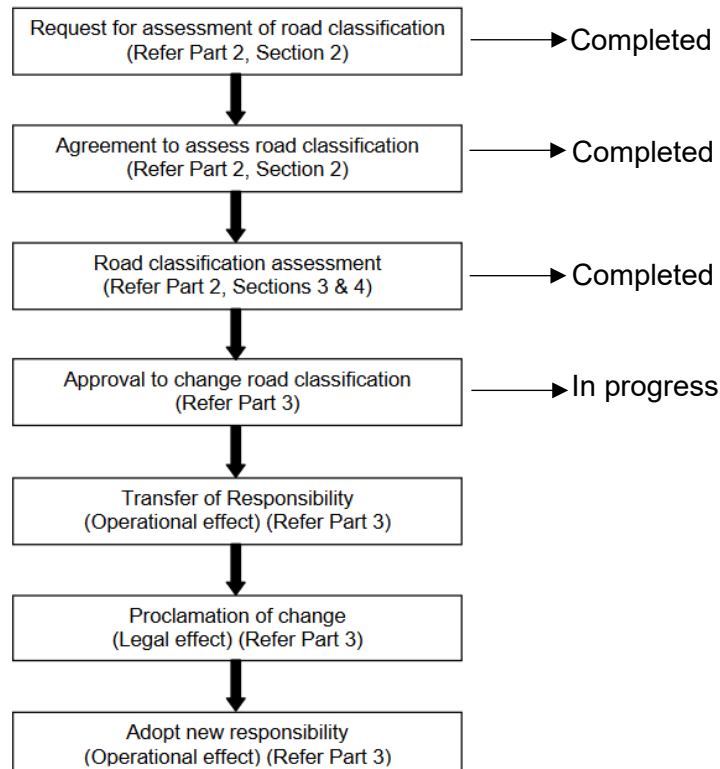 Request for assessment of road classification
(Refer Part 2, Section 2)
Completed
Agreement to assess road classification
(Refer Part 2, Section 2)
Completed
Road classification assessment
(Refer Part 2, Sections 3 & 4)
Completed
Approval to change road classification
(Refer Part 3)
In progress
Transfer of Responsibility
(Operational effect) (Refer Part 3)
Proclamation of change
(Legal effect) (Refer Part 3)
Adopt new responsibility
(Operational effect) (Refer Part 3)